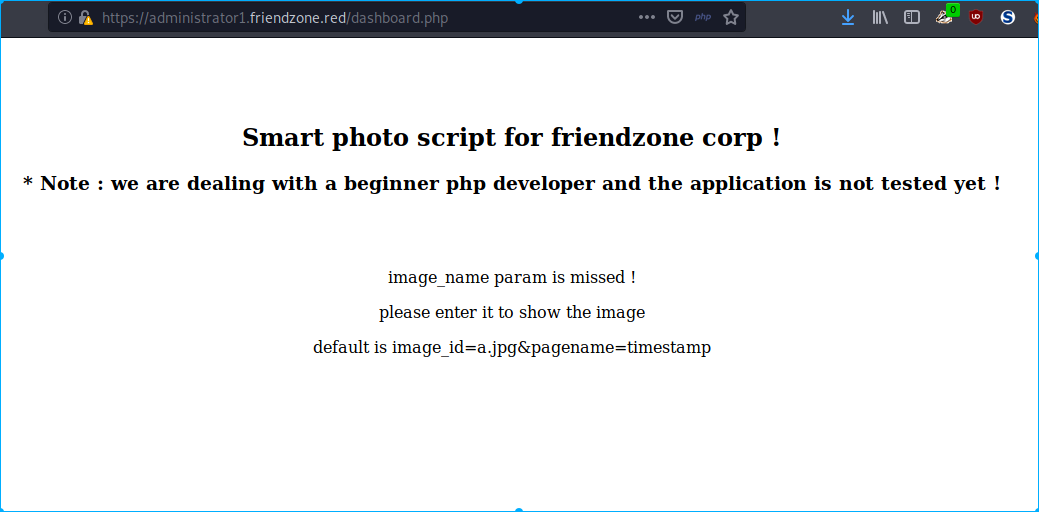 https://administrator1.friendzone.red/dashboard.php
php
0
Smart photo script for friendzone corp !
* Note : we are dealing with a beginner php developer and the application is not tested yet !
image_name param is missed !
please enter it to show the image
default is image_id=a.jpg&pagename=timestamp